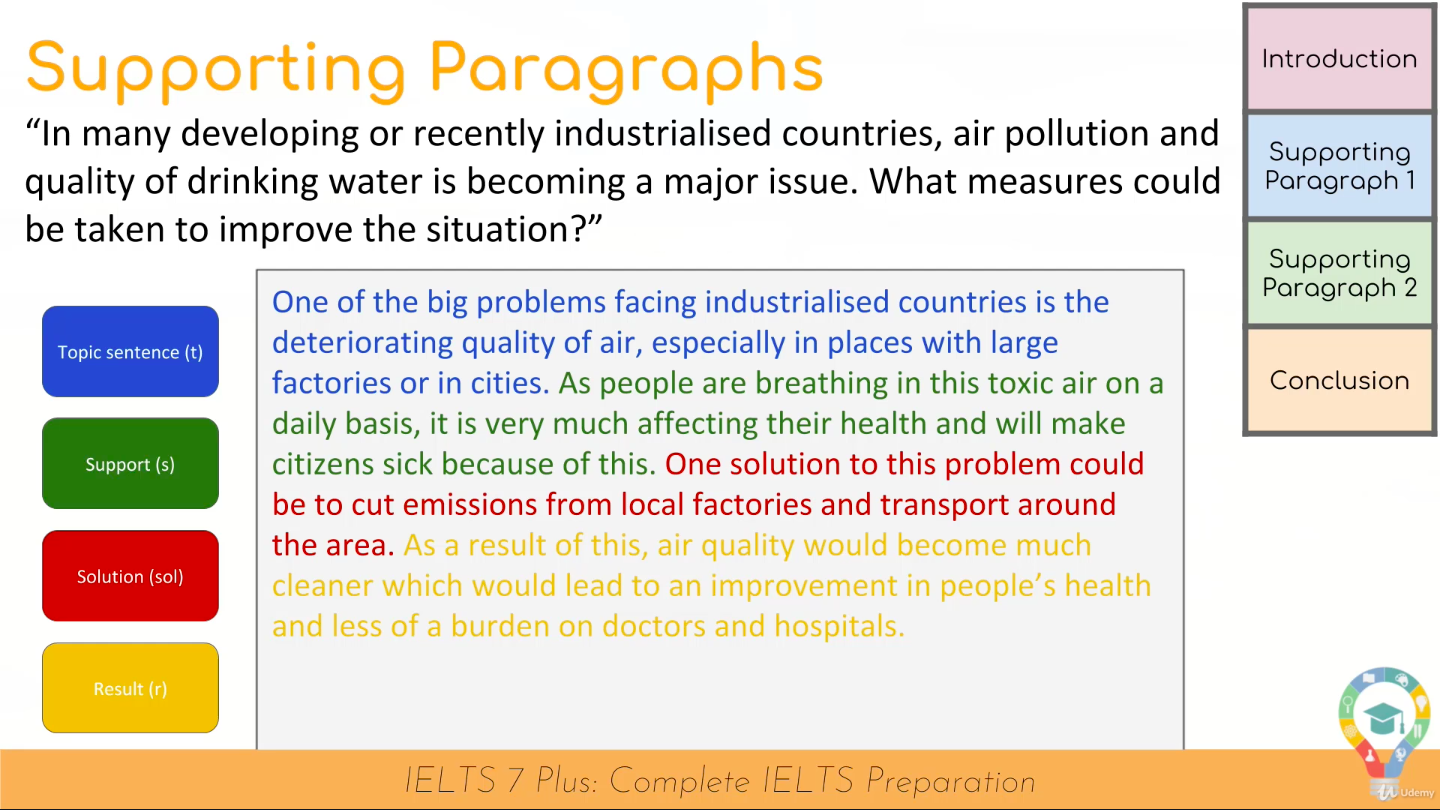 Supporting Paragraphs
“In many developing or recently industrialised countries, air pollution and
quality of drinking water is becoming a major issue. What measures could
be taken to improve the situation?”
Introduction
Supporting
Paragraph 1
Supporting
Paragraph 2
Conclusion
Topic sentence (t)
Support (s)
Solution (sol)
Result (r)
One of the big problems facing industrialised countries is the
deteriorating quality of air, especially in places with large
factories or in cities. As people are breathing in this toxic air on a
daily basis, it is very much affecting their health and will make
citizens sick because of this. One solution to this problem could
be to cut emissions from local factories and transport around
the area. As a result of this, air quality would become much
cleaner which would lead to an improvement in people’s health
and less of a burden on doctors and hospitals.
IELTS 7 Plus: Complete IELTS Preparation
Udemy